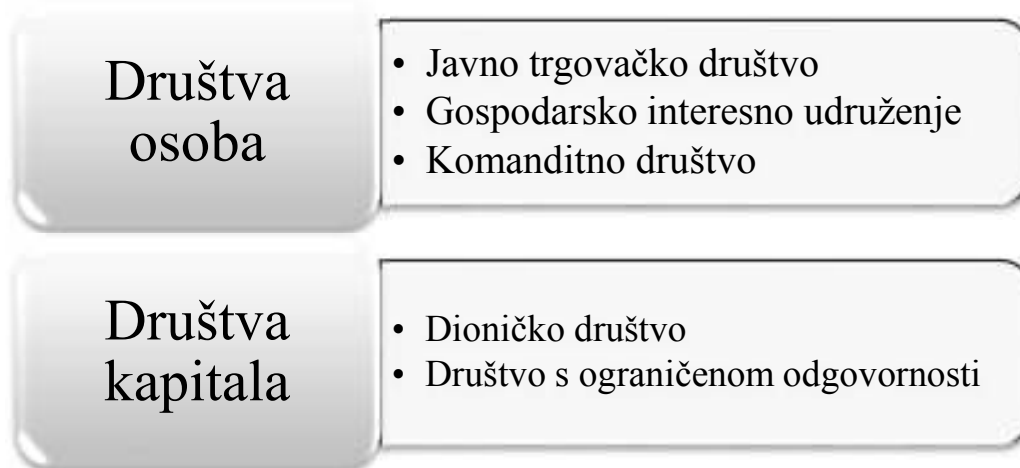 Društva
osoba
• Javno trgovačko društvo
• Gospodarsko interesno udruženje
• Komanditno društvo
Društva
kapitala
• Dioničko društvo
• Društvo s ograničenom odgovornosti